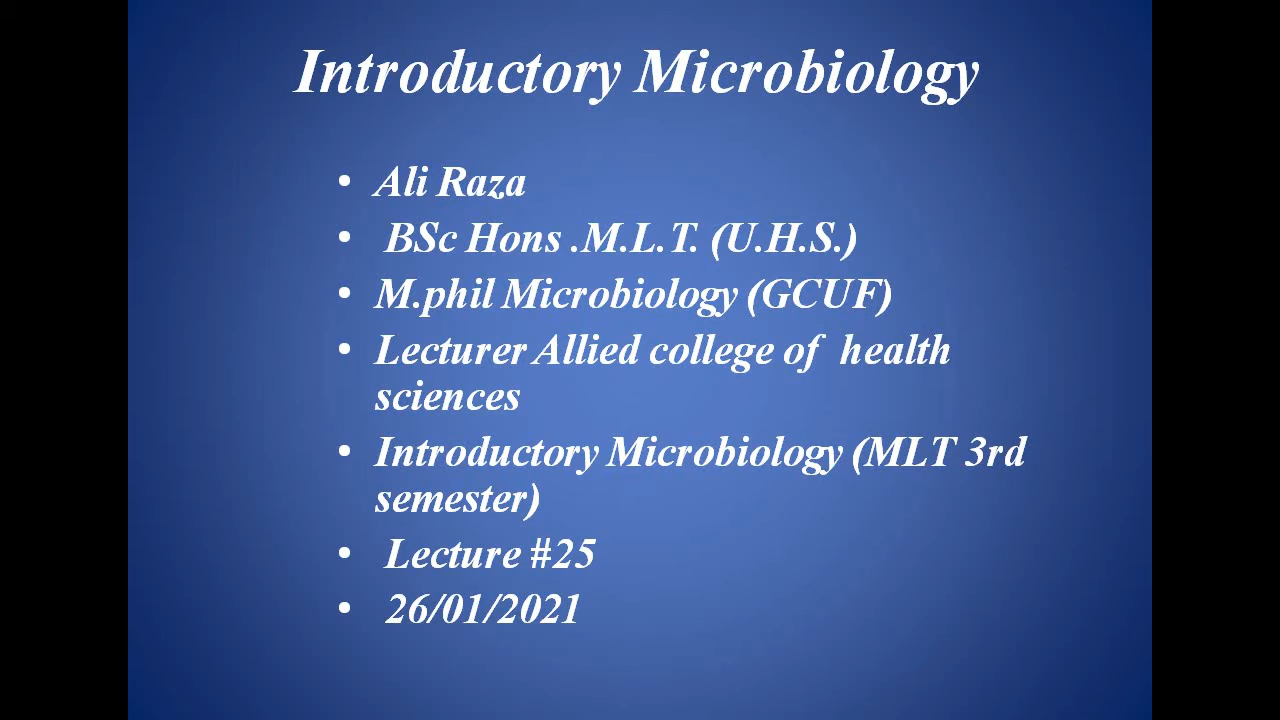 Introductory Microbiology
• Ali Raza
• BSc Hons .M.L.T. (U.H.S.)
• M.phil Microbiology (GCUF)
• Lecturer Allied college of health
sciences
• Introductory Microbiology (MLT 3rd
semester)
• Lecture #25
• 26/01/2021